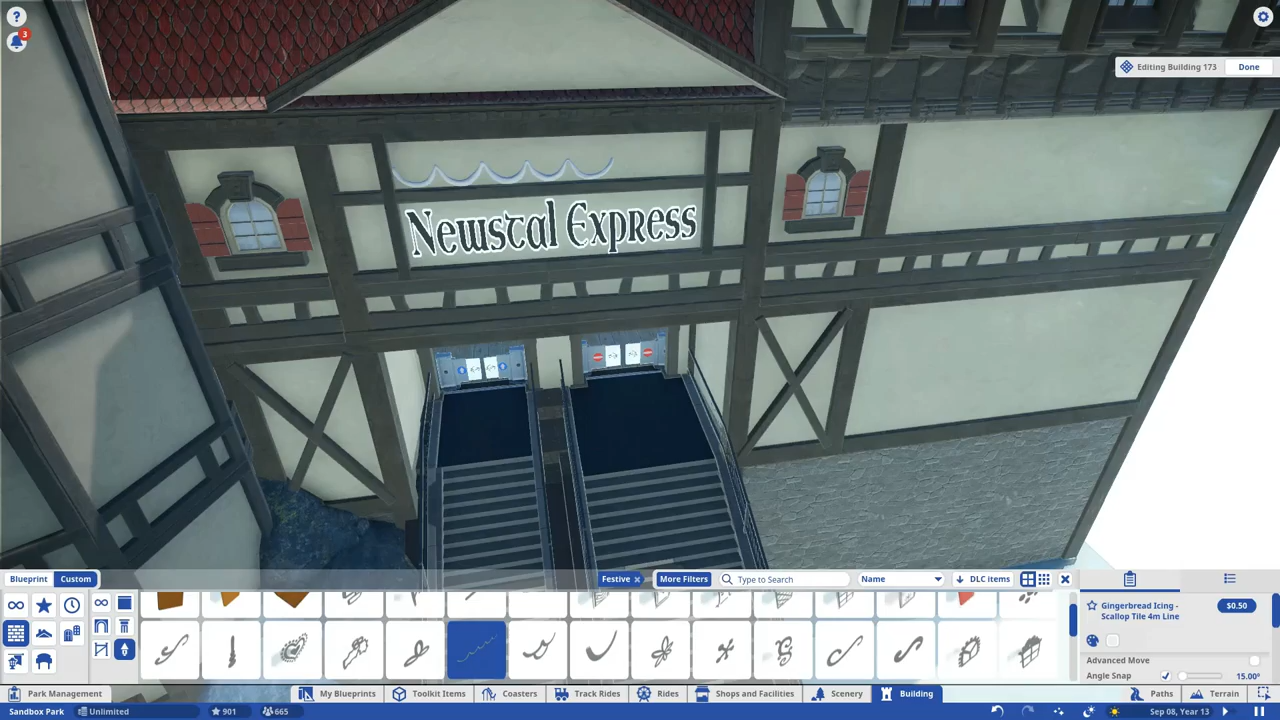 ?
3
Editing Building 173
Done
Newstal Express
Blueprint
Custom
Festive ×
More Filters
Type to Search
Name
DLC items
Gingerbread Icing -
Scallop Tile 4m Line
$0.50
Advanced Move
Angle Snap
15.00°
Park Management
My Blueprints
Toolkit Items
Coasters
Track Rides
Rides
Shops and Facilities
Scenery
Building
Paths
Terrain
Sandbox Park
Unlimited
901
665
Sep 08, Year 13